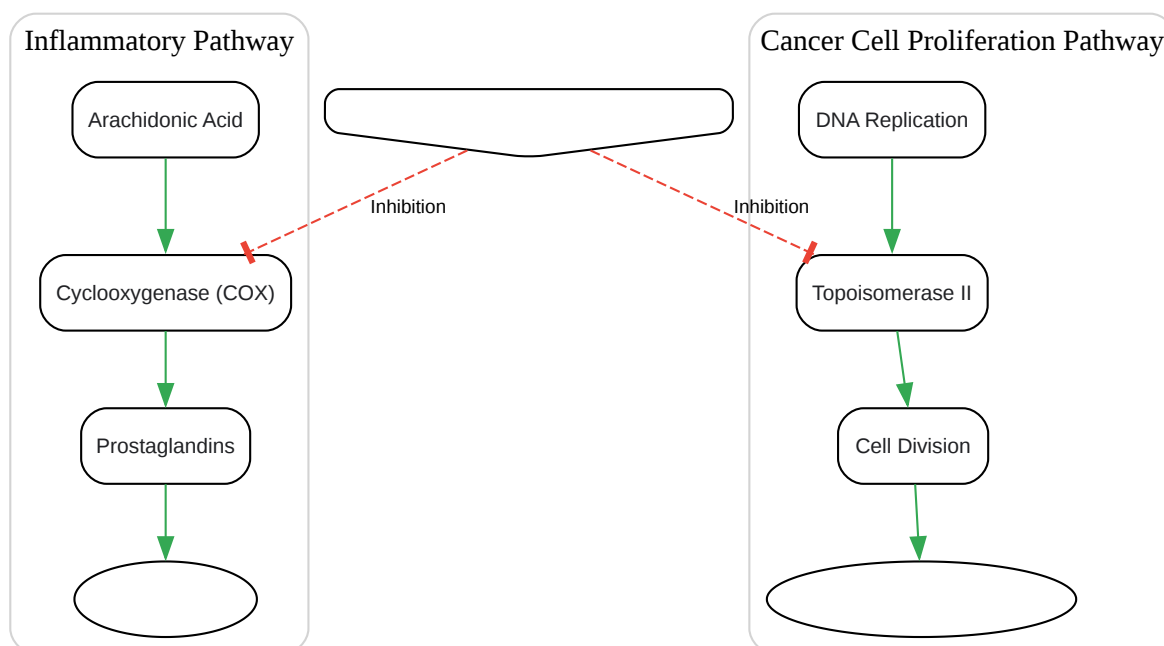 Inflammatory Pathway
Arachidonic Acid
Cyclooxygenase (COX)
Prostaglandins
Inhibition
Inhibition
Cancer Cell Proliferation Pathway
DNA Replication
Topoisomerase II
Cell Division